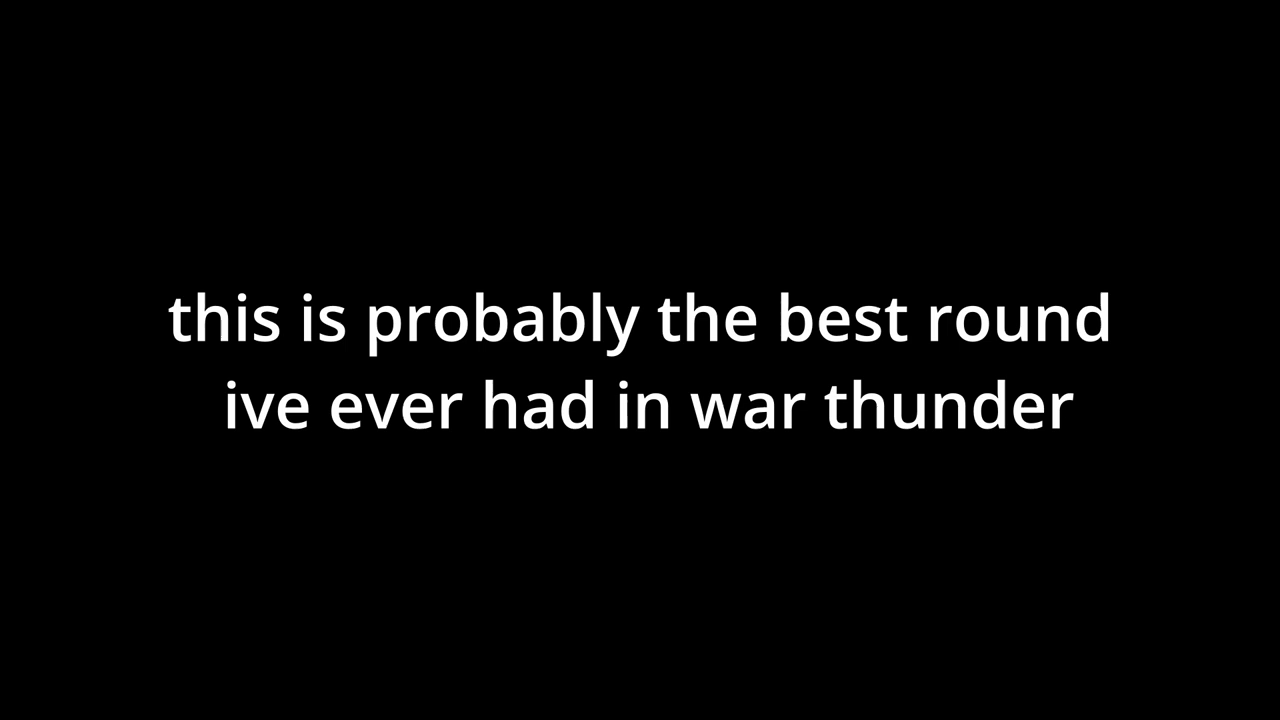 this is probably the best round
ive ever had in war thunder